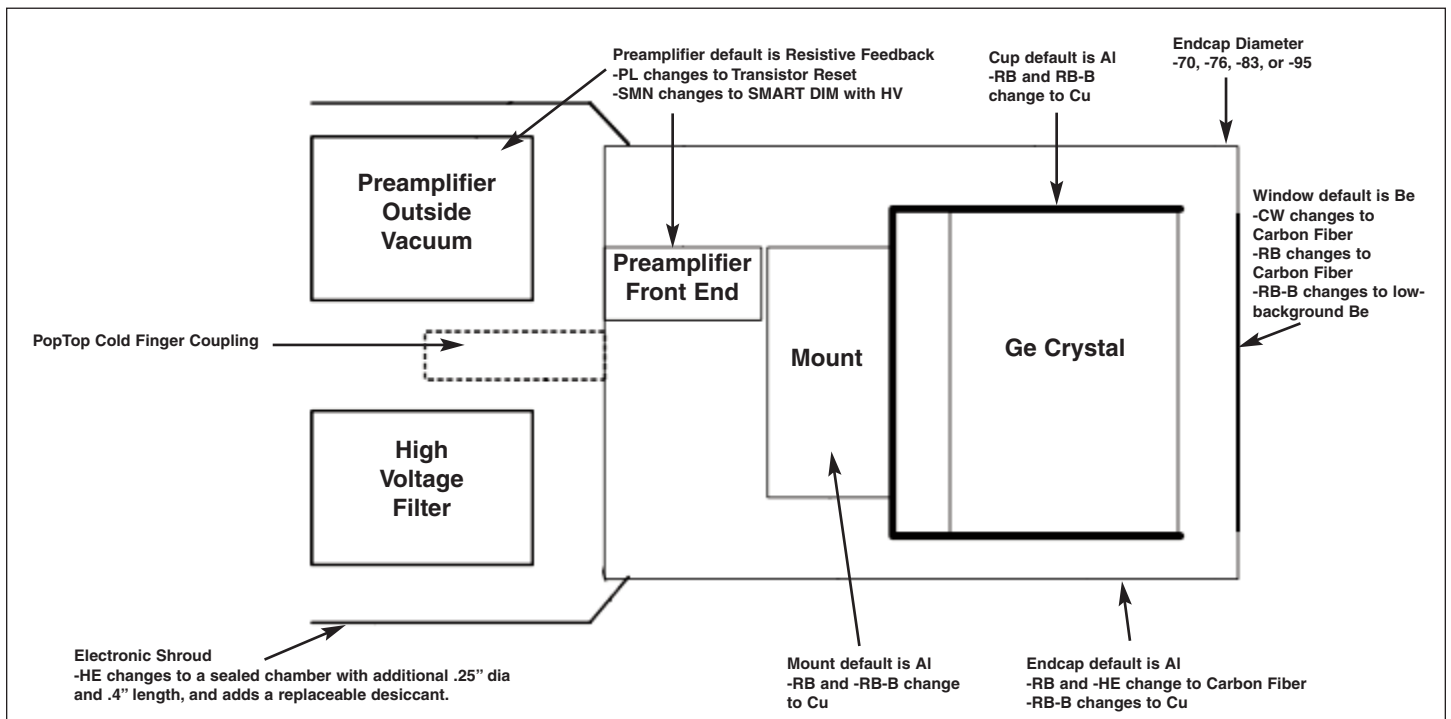 Preamplifier default is Resistive Feedback
-PL changes to Transistor Reset
-SMN changes to SMART DIM with HV
Cup default is Al
-RB and RB-B
change to Cu
Endcap Diameter
-70, -76, -83, or -95
Preamplifier
Outside
Vacuum
Preamplifier
Front End
Window default is Be
-CW changes to
Carbon Fiber
-RB changes to
Carbon Fiber
-RB-B changes to low-
background Be
PopTop Cold Finger Coupling
Mount
Ge Crystal
High
Voltage
Filter
Electronic Shroud
-HE changes to a sealed chamber with additional .25” dia
and .4” length, and adds a replaceable desiccant.
Mount default is Al
-RB and -RB-B change
to Cu
Endcap default is Al
-RB and -HE change to Carbon Fiber
-RB-B changes to Cu